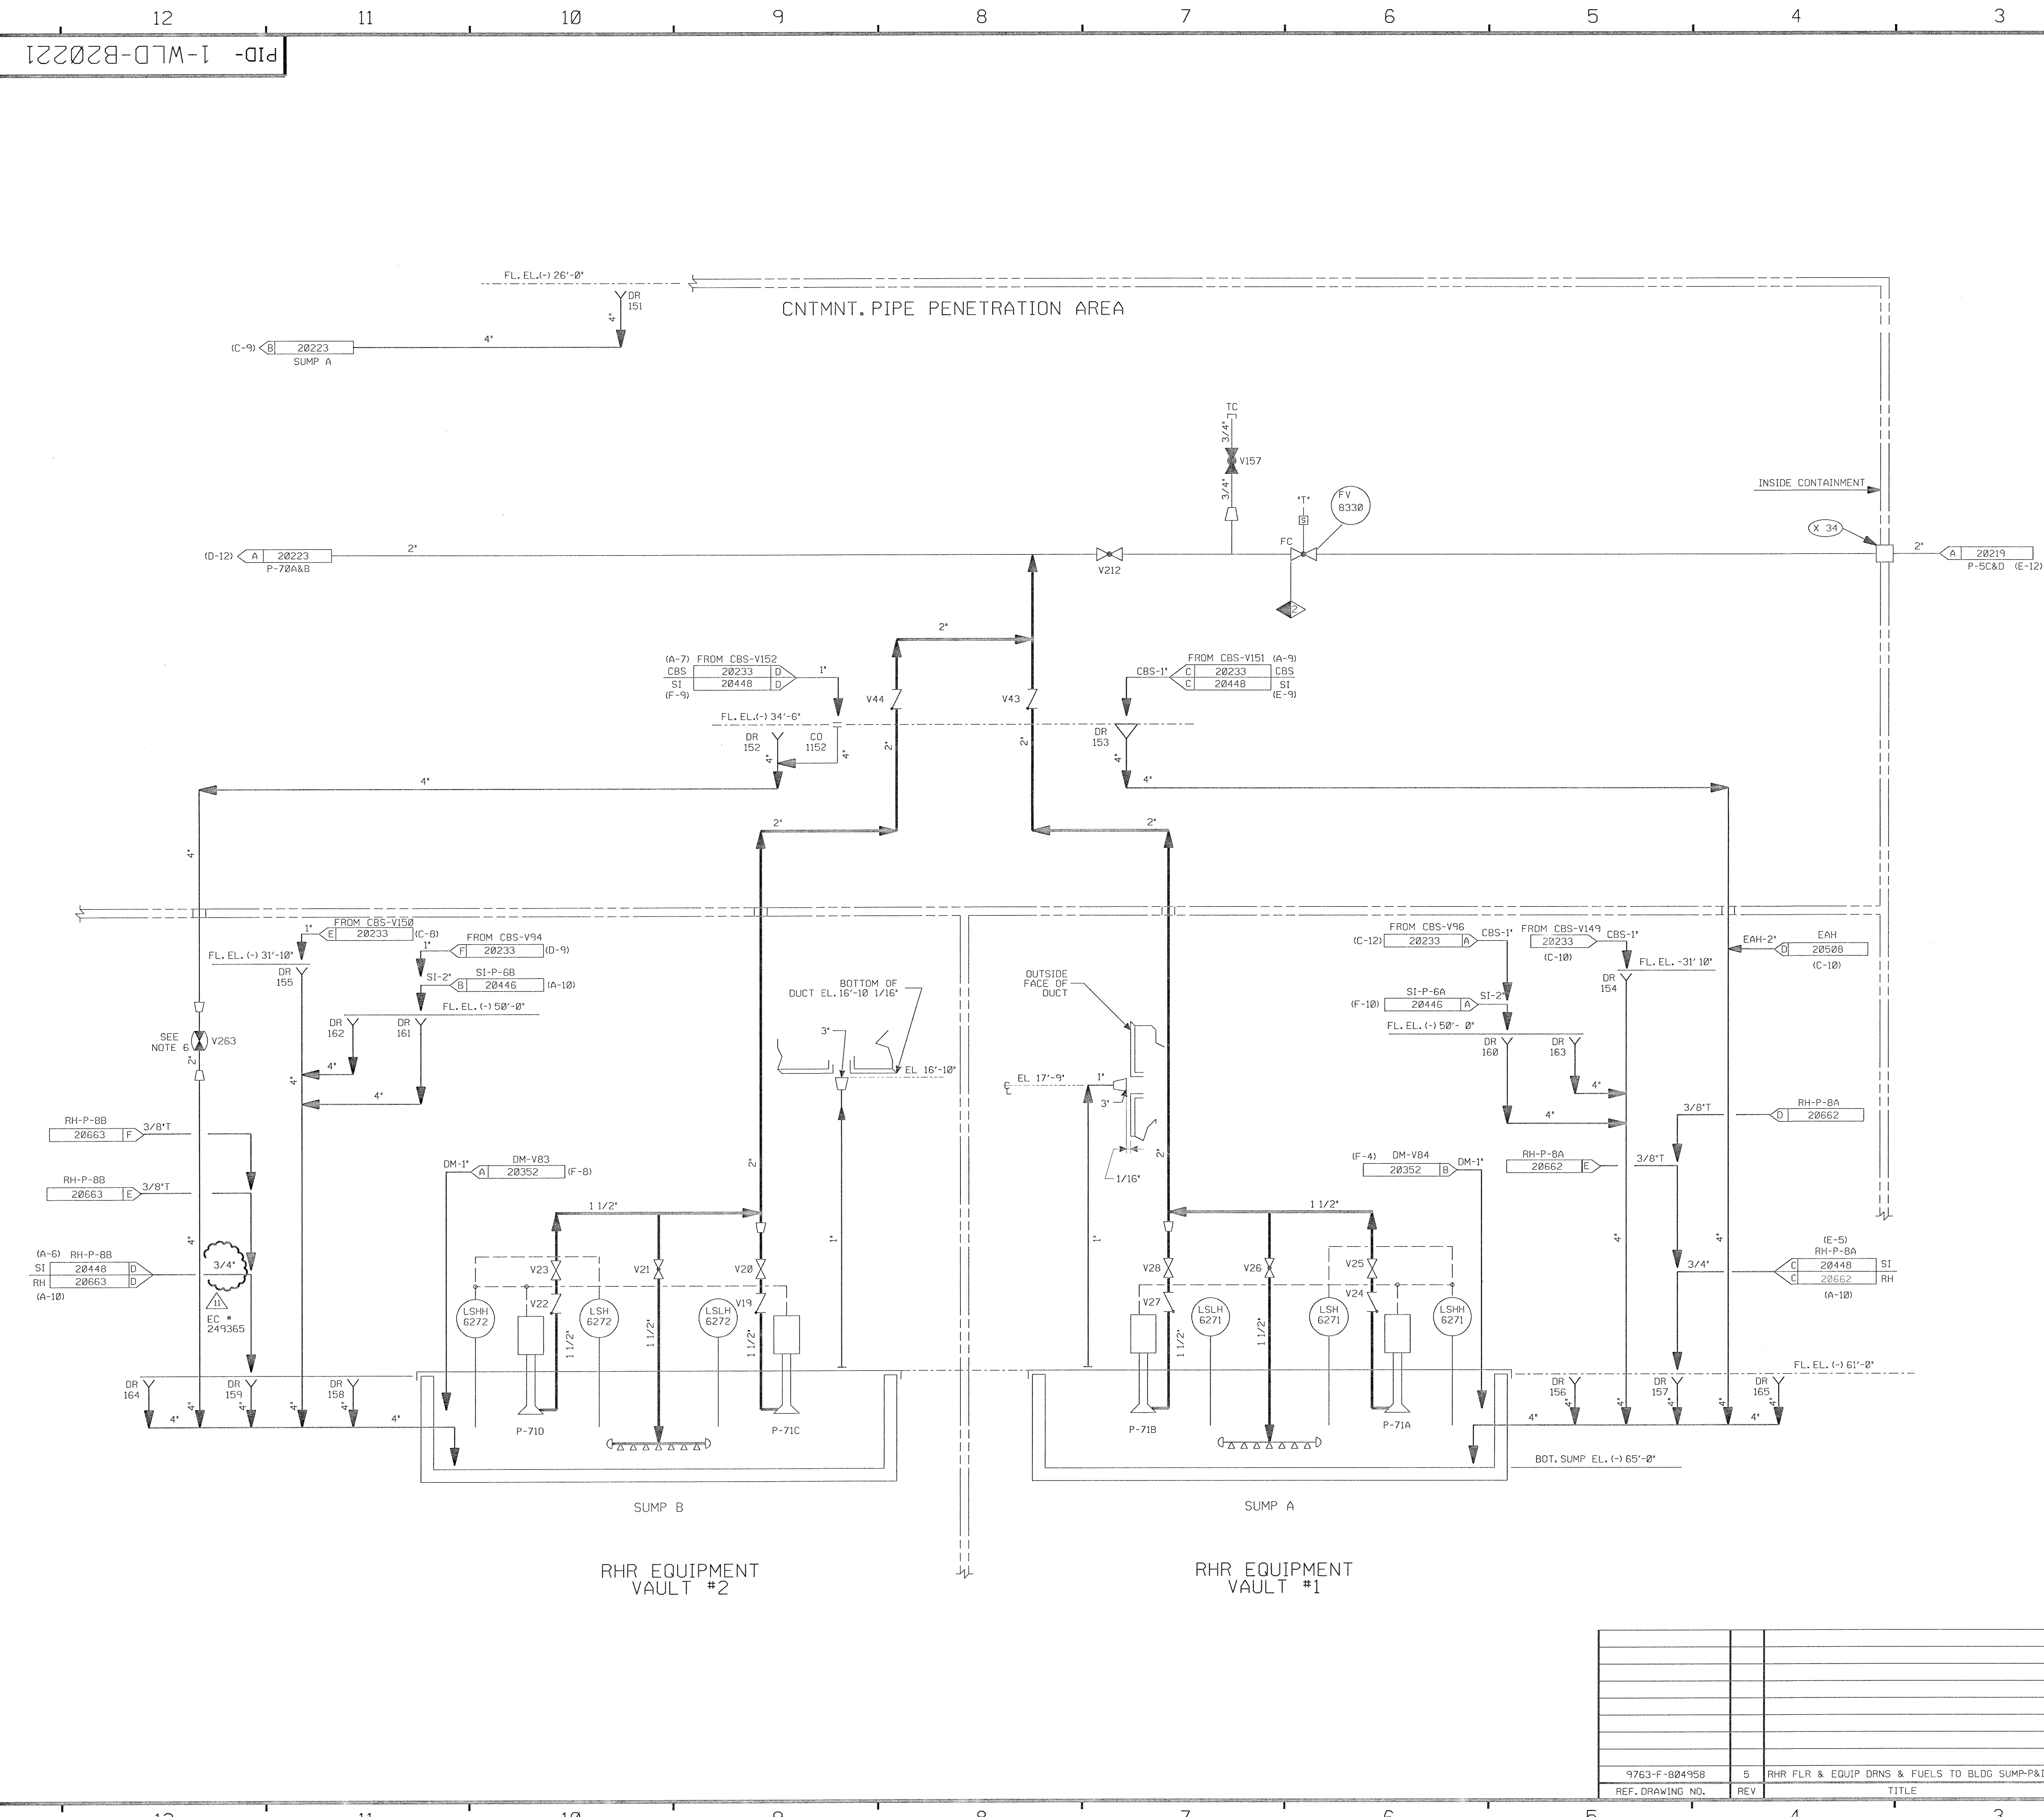 12 11 10 9 8 7 6 5 4 3
PID- 1-WLD-B20221
FL. EL.(-) 26'-0"
DR
151
4"
CNTMNT. PIPE PENETRATION AREA
(C-9) B 20223
SUMP A
4"
TC
3/4"
V157
3/4"
"T"
S
FV
8330
FC
INSIDE CONTAINMENT
X 34
(D-12) A 20223
P-70A&B
2"
V212
2
2"
A 20219
P-5C&D (E-12)
2"
(A-7) FROM CBS-V152
CBS 20233 D
SI 20448 D
(F-9)
1"
FROM CBS-V151 (A-9)
CBS-1" C 20233 CBS
C 20448 SI
(E-9)
V44
V43
FL. EL.(-) 34'-6"
DR
152
CO
1152
4"
4"
2"
2"
DR
153
4"
4"
4"
2"
2"
4"
FROM CBS-V150
1" E 20233 (C-8)
FROM CBS-V94
1" F 20233 (D-9)
FL. EL. (-) 31'-10"
DR
155
SI-2"
SI-P-6B
B 20446 (A-10)
FL. EL. (-) 50'-0"
DR
162
DR
161
SEE
NOTE 6
V263
2"
4"
4"
4"
BOTTOM OF
DUCT EL. 16'-10 1/16"
3"
EL 16'-10"
OUTSIDE
FACE OF
DUCT
℄ EL 17'-9"
1"
3"
1/16"
2"
2"
FROM CBS-V96
(C-12) 20233 A CBS-1"
FROM CBS-V149
20233 CBS-1"
(C-10)
EAH-2"
EAH
D 20508
(C-10)
FL. EL. -31' 10"
DR
154
SI-P-6A
(F-10) 20446 A SI-2"
FL. EL. (-) 50'- 0"
DR
160
DR
163
4"
4"
RH-P-8B
20663 F 3/8"T
RH-P-8B
20663 E 3/8"T
DM-V83
DM-1" A 20352 (F-8)
DM-V84
(F-4) 20352 B DM-1"
RH-P-8A
20662 E 3/8"T
RH-P-8A
3/8"T D 20662
1 1/2"
1 1/2"
4"
4"
4"
(A-6) RH-P-8B
SI 20448 D
RH 20663 D
(A-10)
3/4"
11
EC #
249365
V23
V21
V20
V22
V19
LSHH
6272
LSH
6272
LSLH
6272
1 1/2"
1 1/2"
1 1/2"
1"
1"
V28
V26
V25
V27
V24
LSLH
6271
LSH
6271
LSHH
6271
1 1/2"
1 1/2"
1 1/2"
(E-5)
RH-P-8A
3/4" C 20448 SI
C 20662 RH
(A-10)
FL. EL. (-) 61'-0"
DR
164
DR
159
DR
158
4"
4"
4"
4"
4"
4"
P-71D
P-71C
P-71B
P-71A
DR
156
DR
157
DR
165
4"
4"
4"
4"
4"
4"
4"
BOT. SUMP EL. (-) 65'-0"
SUMP B
SUMP A
RHR EQUIPMENT
VAULT #2
RHR EQUIPMENT
VAULT #1
9763-F-804958 5 RHR FLR & EQUIP DRNS & FUELS TO BLDG SUMP-P&I
REF. DRAWING NO. REV TITLE
12 11 10 9 8 7 6 5 4 3